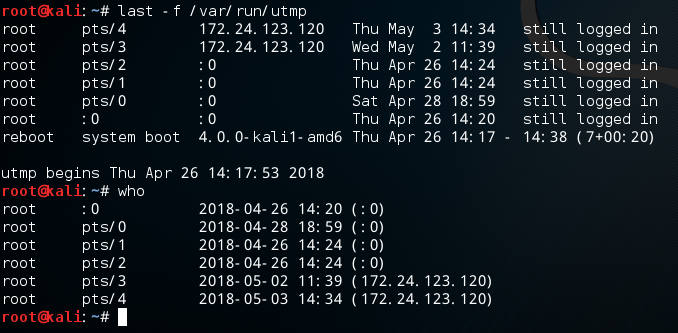 root@kali:~# last -f /var/run/utmp
root     pts/4        172.24.123.120   Thu May  3 14:34   still logged in
root     pts/3        172.24.123.120   Wed May  2 11:39   still logged in
root     pts/2        :0               Thu Apr 26 14:24   still logged in
root     pts/1        :0               Thu Apr 26 14:24   still logged in
root     pts/0        :0               Sat Apr 28 18:59   still logged in
root     :0           :0               Thu Apr 26 14:20   still logged in
reboot   system boot  4.0.0-kali1-amd6 Thu Apr 26 14:17 - 14:38 (7+00:20)
utmp begins Thu Apr 26 14:17:53 2018
root@kali:~# who
root     :0           2018-04-26 14:20 (:0)
root     pts/0        2018-04-28 18:59 (:0)
root     pts/1        2018-04-26 14:24 (:0)
root     pts/2        2018-04-26 14:24 (:0)
root     pts/3        2018-05-02 11:39 (172.24.123.120)
root     pts/4        2018-05-03 14:34 (172.24.123.120)
root@kali:~#